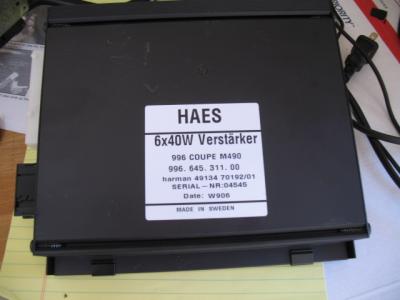 HAES
6x40W Verstärker
996 COUPE M490
996. 645. 311. 00
harman 49134 70192/01
SERIAL-NR:04545
Date: W906
MADE IN SWEDEN